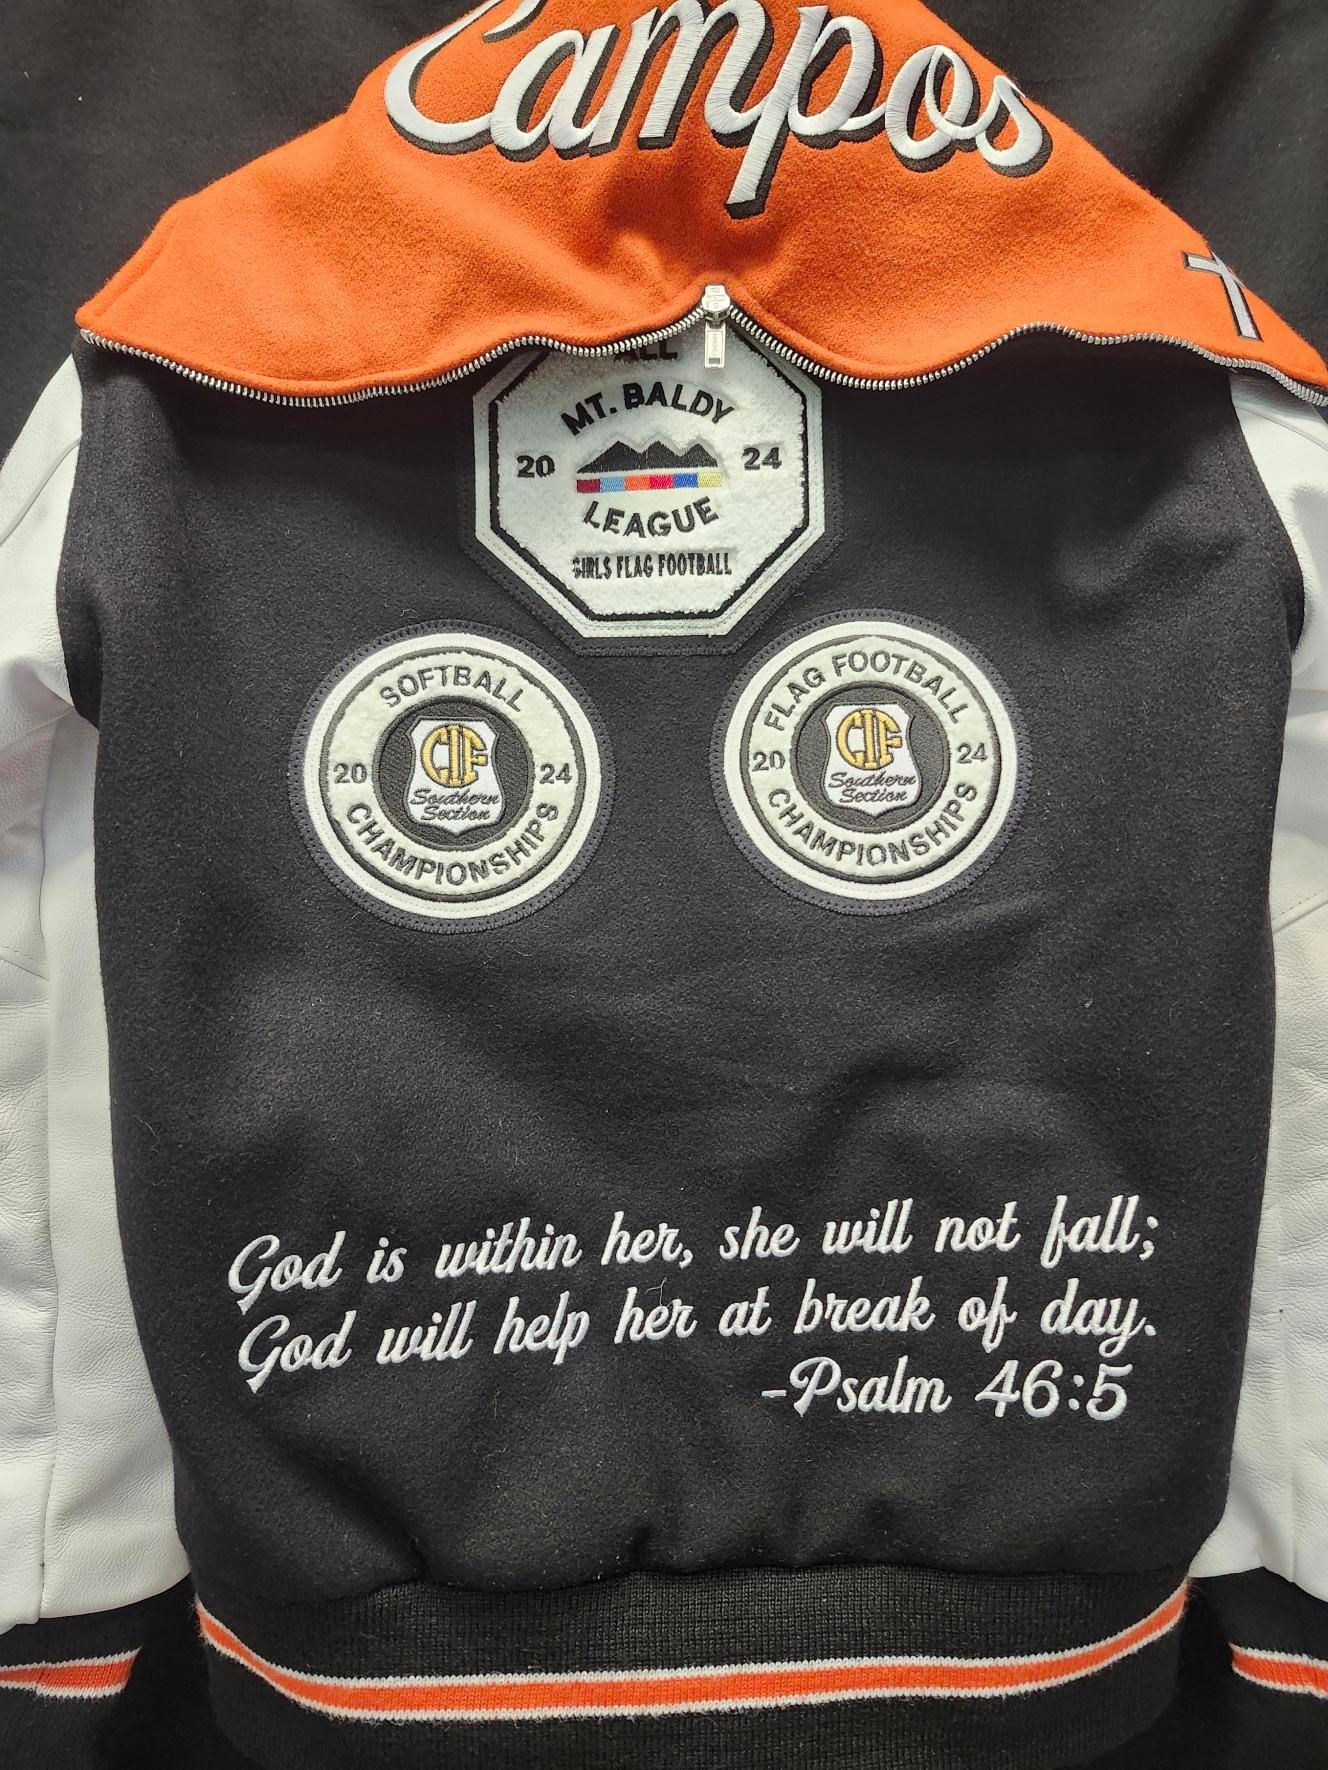 Campos
ALL
MT. BALDY
20 24
LEAGUE
GIRLS FLAG FOOTBALL
SOFTBALL
20 24
CIF
Southern
Section
CHAMPIONSHIPS
FLAG FOOTBALL
20 24
CIF
Southern
Section
CHAMPIONSHIPS
God is within her, she will not fall;
God will help her at break of day.
-Psalm 46:5